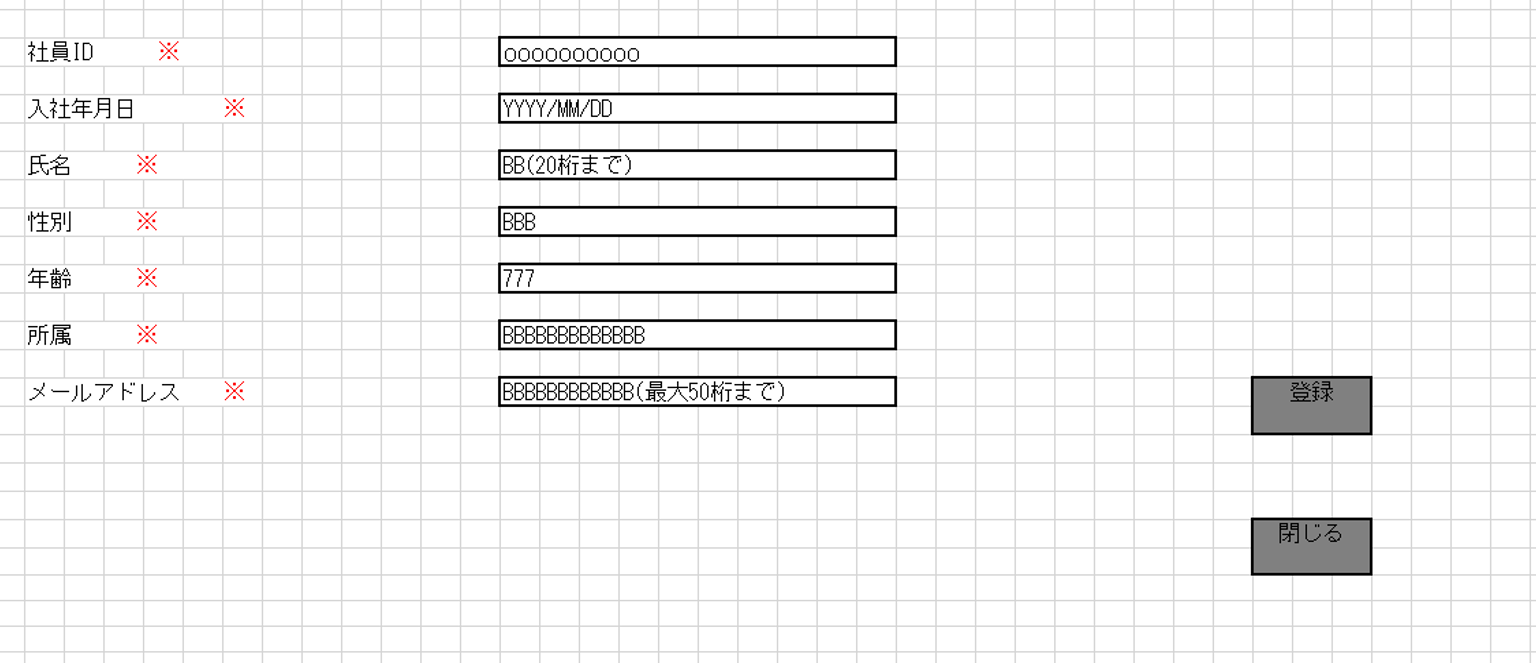 社員ID ※ oooooooooo
入社年月日 ※ YYYY/MM/DD
氏名 ※ BB(20桁まで)
性別 ※ BBB
年齢 ※ 777
所属 ※ BBBBBBBBBBBBB
メールアドレス ※ BBBBBBBBBBBB(最大50桁まで)
登録
閉じる